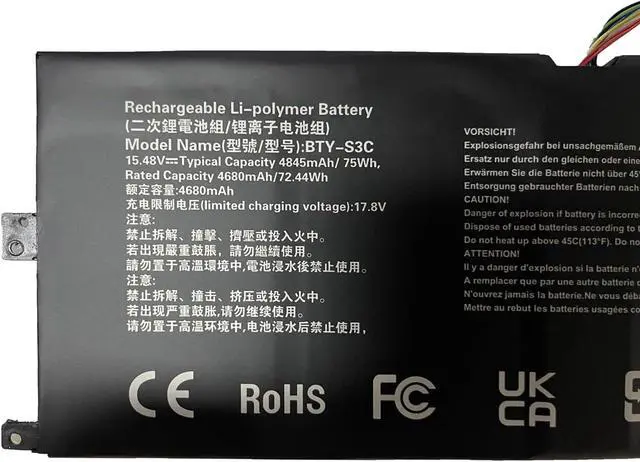 Rechargeable Li-polymer Battery
(二次鋰電池組/锂离子电池组)
Model Name(型號/型号):BTY-S3C
15.48V⎓Typical Capacity 4845mAh/ 75Wh,
Rated Capacity 4680mAh/72.44Wh
额定容量:4680mAh
充电限制电压(limited charging voltage):17.8V
注意:
禁止拆解、撞擊、擠壓或投入火中。
若出現嚴重鼓脹，請勿繼續使用。
請勿置于高溫環境中,電池浸水後禁止使用。
注意:
禁止拆解、撞击、挤压或投入火中。
若出现严重鼓胀,请勿继续使用。
请勿置于高温环境中,电池浸水后禁止使用,
VORSICHT!
Explosionsgefahr bei unsachgemäßem
Ersatz nur durch den gleichen oder eine
Erwärmen Sie die Batterie nicht über 45
Entsorgung gebrauchter Batterien nach
CAUTION!
Danger of explosion if battery is incorre
Dispose of used batteries according to t
Do not heat up above 45C(113°F). Do not
ATTENTION!
Il y a danger d'explosion si la batterie n'
A remplacer que par une autre batterie d
N'ouvrez jamais la batterie.Ne vous déba
Mettre au rebut les batteries usagées co
CE RoHS FC UK CA